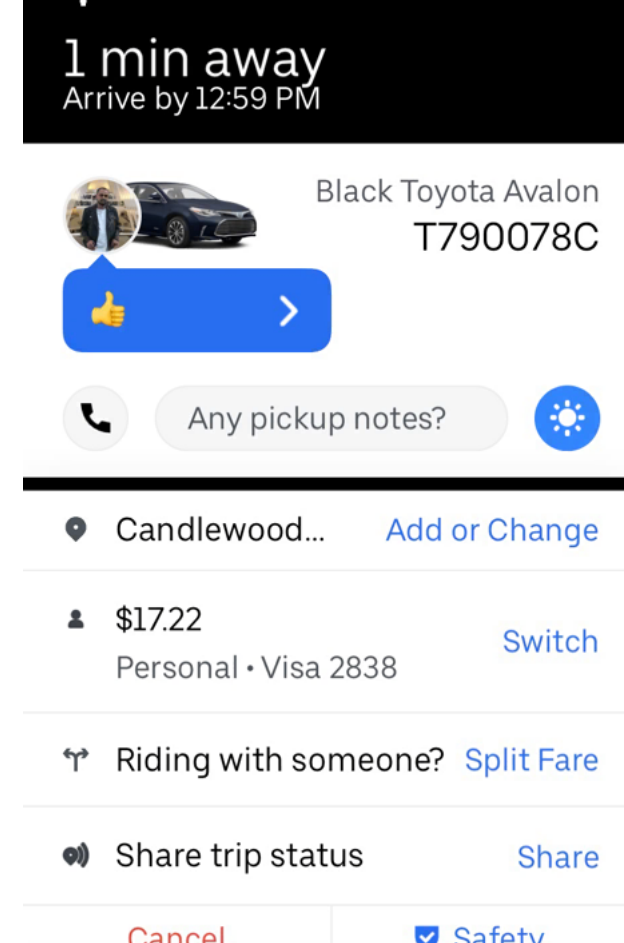 1 min away
Arrive by 12:59 PM
Black Toyota Avalon
T790078C
Any pickup notes?
Candlewood... Add or Change
$17.22
Personal • Visa 2838
Switch
Riding with someone? Split Fare
Share trip status Share
Cancel Safety